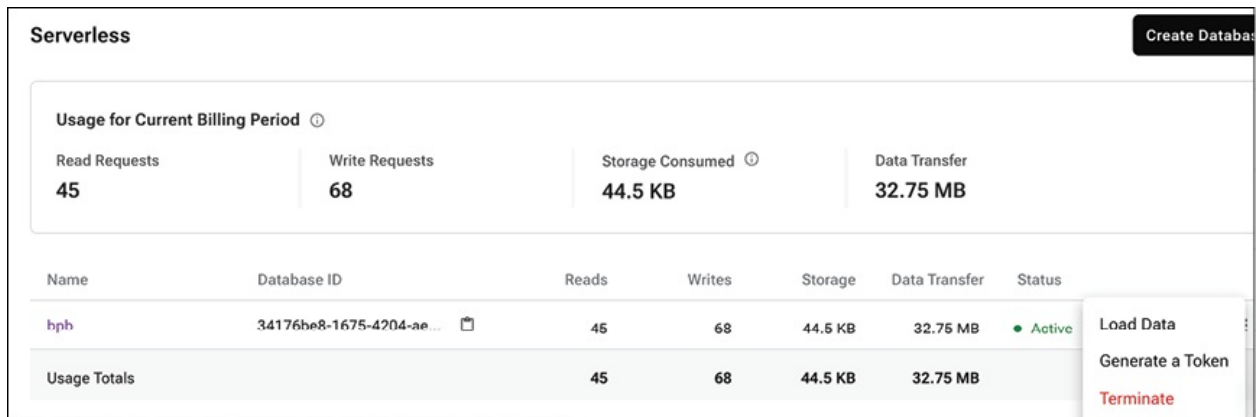 Serverless
Create Databas
Usage for Current Billing Period
Read Requests Write Requests Storage Consumed Data Transfer
45 68 44.5 KB 32.75 MB
Name Database ID Reads Writes Storage Data Transfer Status
bpb 34176be8-1675-4204-ae... 45 68 44.5 KB 32.75 MB Active
Load Data
Generate a Token
Usage Totals 45 68 44.5 KB 32.75 MB
Terminate